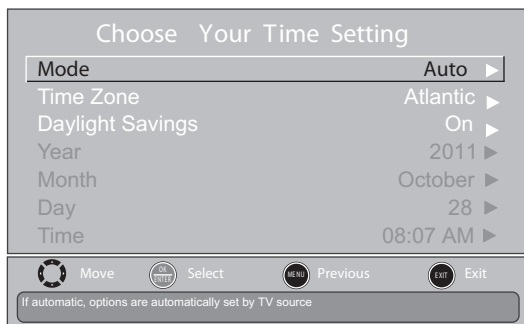 Choose Your Time Setting
Mode Auto
Time Zone Atlantic
Daylight Savings On
Year 2011
Month October
Day 28
Time 08:07 AM
Move OK ENTER Select MENU Previous EXIT Exit
If automatic, options are automatically set by TV source